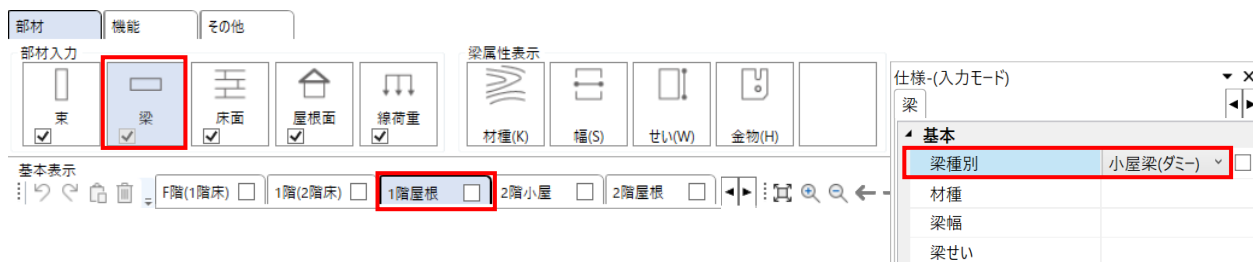 部材 機能 その他
部材入力 梁属性表示
束 梁 床面 屋根面 線荷重 材種(K) 幅(S) せい(W) 金物(H)
基本表示
F階(1階床) 1階(2階床) 1階屋根 2階小屋 2階屋根
仕様-(入力モード)
梁
基本
梁種別 小屋梁(ダミー)
材種
梁幅
梁せい